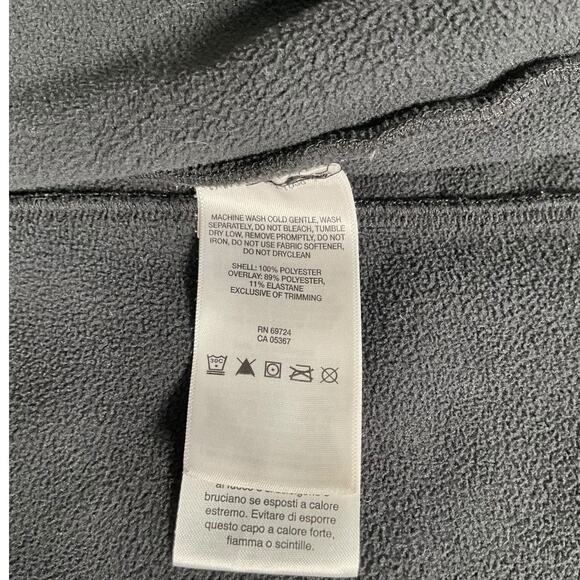 MACHINE WASH COLD GENTLE, WASH
SEPARATELY, DO NOT BLEACH, TUMBLE
DRY LOW, REMOVE PROMPTLY, DO NOT
IRON, DO NOT USE FABRIC SOFTENER,
DO NOT DRYCLEAN
SHELL: 100% POLYESTER
OVERLAY: 89% POLYESTER,
11% ELASTANE
EXCLUSIVE OF TRIMMING
RN 69724
CA 05367
30C
bruciano se esposti a calore
estremo. Evitare di esporre
questo capo a calore forte,
fiamma o scintille.